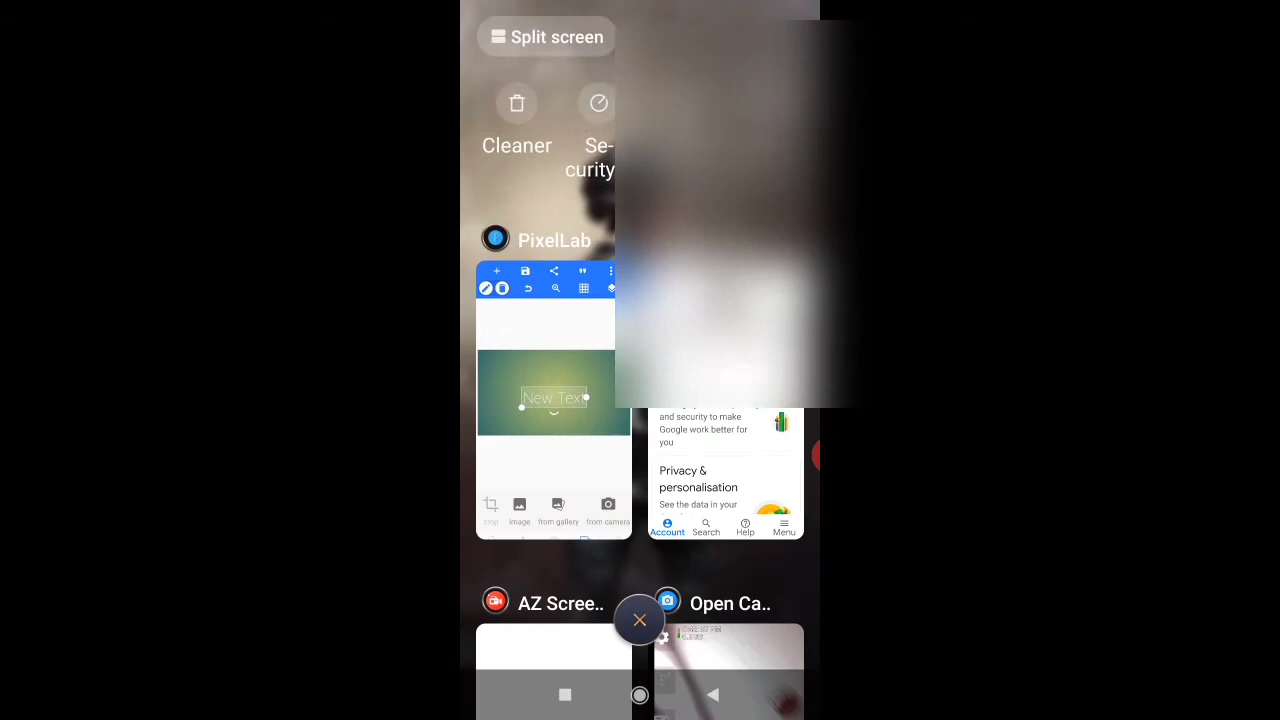 Split screen
Cleaner
Se-
curity
PixelLab
New Text
crop
image
from gallery
from camera
and security to make
Google work better for
you
Privacy &
personalisation
See the data in your
Account
Search
Help
Menu
AZ Scree..
Open Ca..